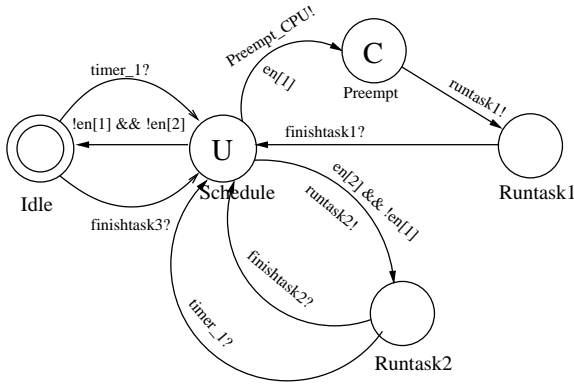 Preempt_CPU!
en[1]
C
Preempt
timer_1?
runtask1!
!en[1] && !en[2]
finishtask1?
U
Schedule
Idle
Runtask1
finishtask3?
en[2] && !en[1]
runtask2!
finishtask2?
timer_1?
Runtask2